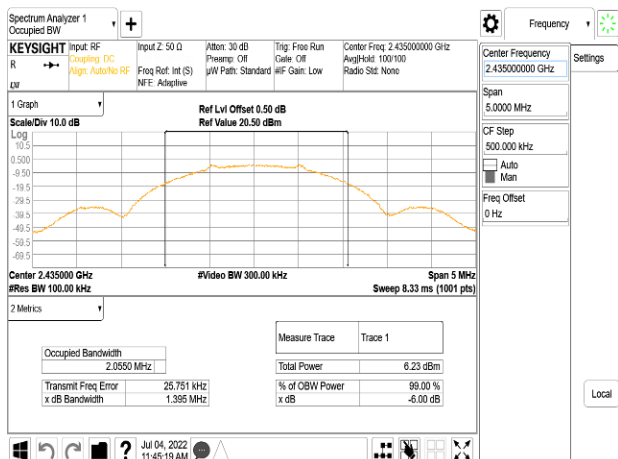 Spectrum Analyzer 1
Occupied BW
Frequency
KEYSIGHT
R
Input: RF
Coupling: DC
Align: Auto/No RF
Input Z: 50 Ω
Freq Ref: Int (S)
NFE: Adaptive
Atten: 30 dB
Preamp: Off
µW Path: Standard
Trig: Free Run
Gate: Off
#IF Gain: Low
Center Freq: 2.435000000 GHz
Avg|Hold: 100/100
Radio Std: None
Center Frequency
2.435000000 GHz
Settings
Span
5.0000 MHz
CF Step
500.000 kHz
Auto
Man
Freq Offset
0 Hz
Local
1 Graph
Scale/Div 10.0 dB
Ref Lvl Offset 0.50 dB
Ref Value 20.50 dBm
Log
10.5
0.500
-9.50
-19.5
-29.5
-39.5
-49.5
-59.5
-69.5
Center 2.435000 GHz
#Res BW 100.00 kHz
#Video BW 300.00 kHz
Span 5 MHz
Sweep 8.33 ms (1001 pts)
2 Metrics
Occupied Bandwidth
2.0550 MHz
Transmit Freq Error 25.751 kHz
x dB Bandwidth 1.395 MHz
Measure Trace Trace 1
Total Power 6.23 dBm
% of OBW Power 99.00 %
x dB -6.00 dB
?
Jul 04, 2022
11:45:19 AM